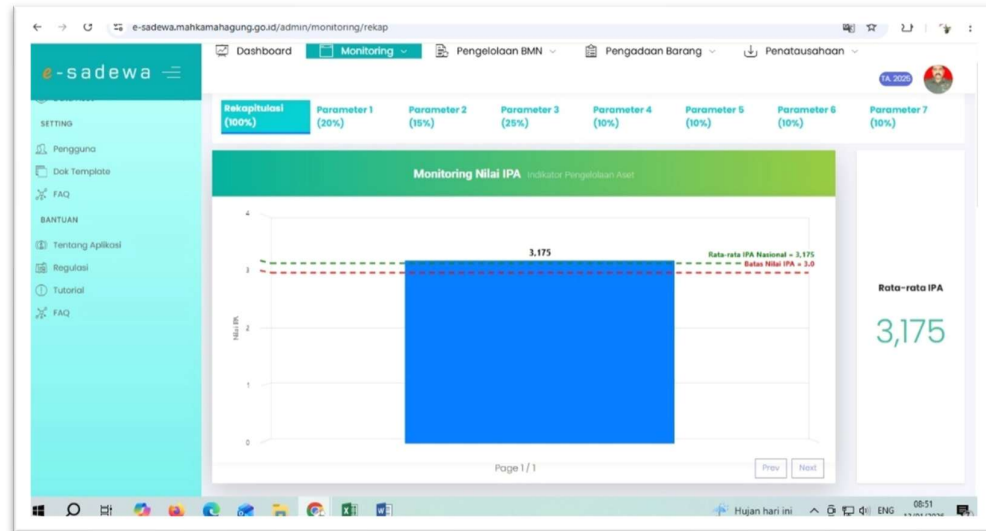 e-sadewa.mahkamahagung.go.id/admin/monitoring/rekap
Dashboard Monitoring Pengelolaan BMN Pengadaan Barang Penatausahaan
e-sadewa
TA. 2025
SETTING
Pengguna
Dok Template
FAQ
BANTUAN
Tentang Aplikasi
Regulasi
Tutorial
FAQ
Rekapitulasi (100%)
Parameter 1 (20%)
Parameter 2 (15%)
Parameter 3 (25%)
Parameter 4 (10%)
Parameter 5 (10%)
Parameter 6 (10%)
Parameter 7 (10%)
Monitoring Nilai IPA Indikator Pengelolaan Aset
4
3
2
1
0
Nilai IPA
3,175
Rata-rata IPA Nasional = 3,175
Batas Nilai IPA = 3.0
Page 1 / 1
Prev Next
Rata-rata IPA
3,175
Hujan hari ini ENG 08:51